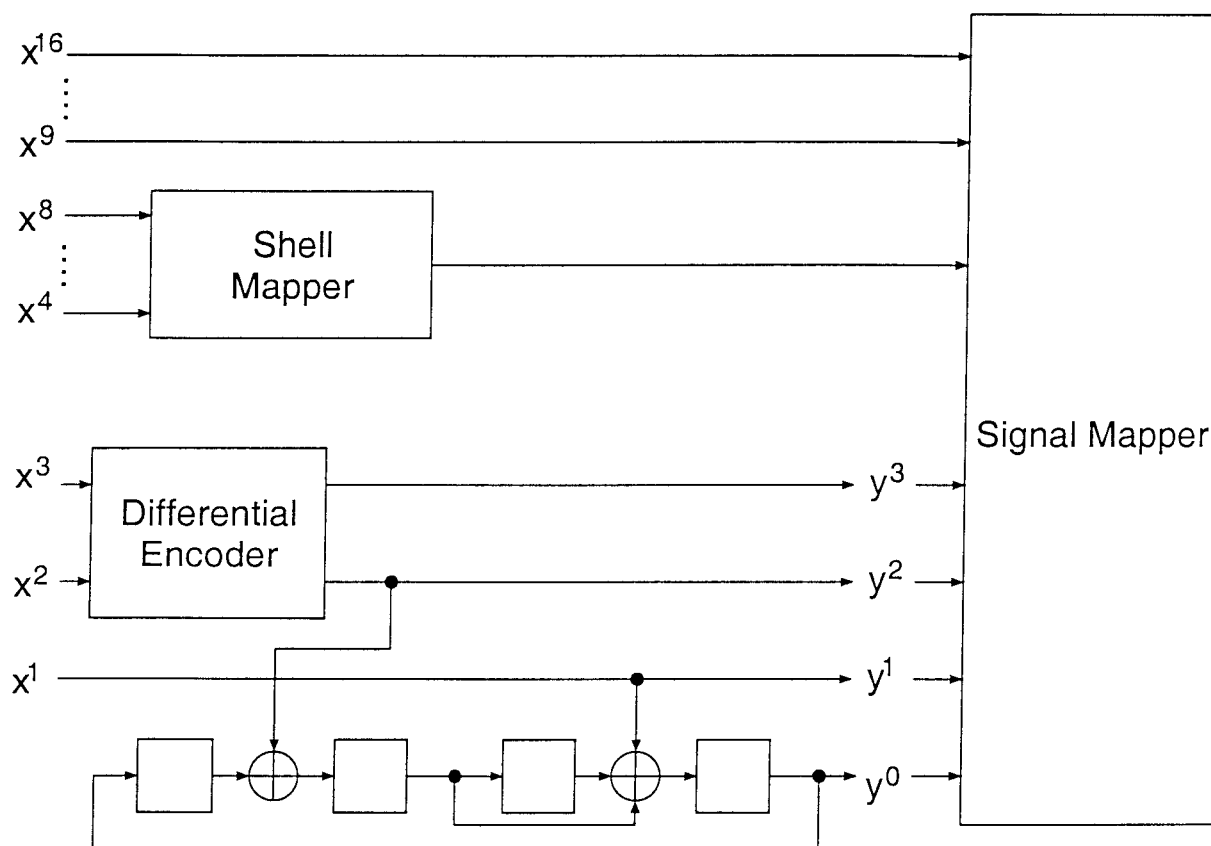 x¹⁶
x⁹
x⁸
Shell
Mapper
x⁴
Signal Mapper
x³
Differential
Encoder
y³
x²
y²
x¹
y¹
y⁰